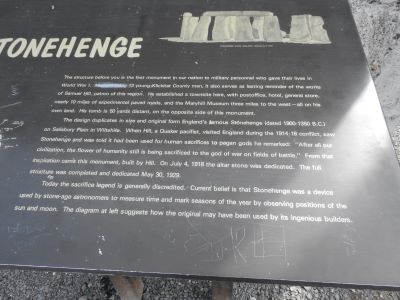 TONEHENGE
The structure before you is the first monument in our nation to military personnel who gave their lives in
World War I. 13 young Klickitat County men, it also serves as lasting reminder of the works
of Samuel Hill, patron of this region. He established a townsite here, with postoffice, hotel, general store,
nearly 10 miles of experimental paved roads, and the Maryhill Museum three miles to the west — all on his
own land. His tomb is 50 yards distant, on the opposite side of this monument.
The design duplicates in size and original form England's famous Stonehenge (dated 1900-1350 B.C.)
on Salisbury Plain in Wiltshire. When Hill, a Quaker pacifist, visited England during the 1914-18 conflict, saw
Stonehenge and was told it had been used for human sacrifices to pagan gods he remarked: "After all our
civilization, the flower of humanity still is being sacrificed to the god of war on fields of battle." From that
inspiration came this monument, built by Hill. On July 4, 1918 the altar stone was dedicated. The full
structure was completed and dedicated May 30, 1929.
Today the sacrifice legend is generally discredited. Current belief is that Stonehenge was a device
used by stone-age astronomers to measure time and mark seasons of the year by observing positions of the
sun and moon. The diagram at left suggests how the original may have been used by its ingenious builders.